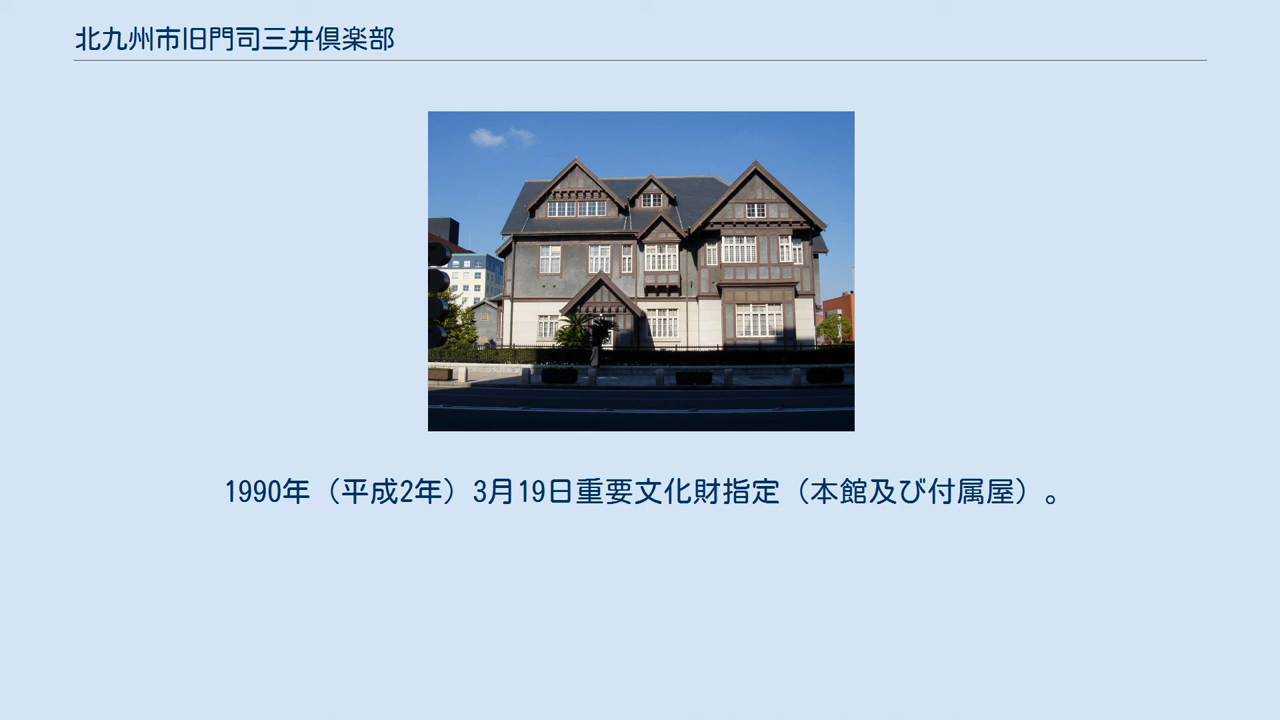 北九州市旧門司三井倶楽部
1990年（平成2年）3月19日重要文化財指定（本館及び付属屋）。